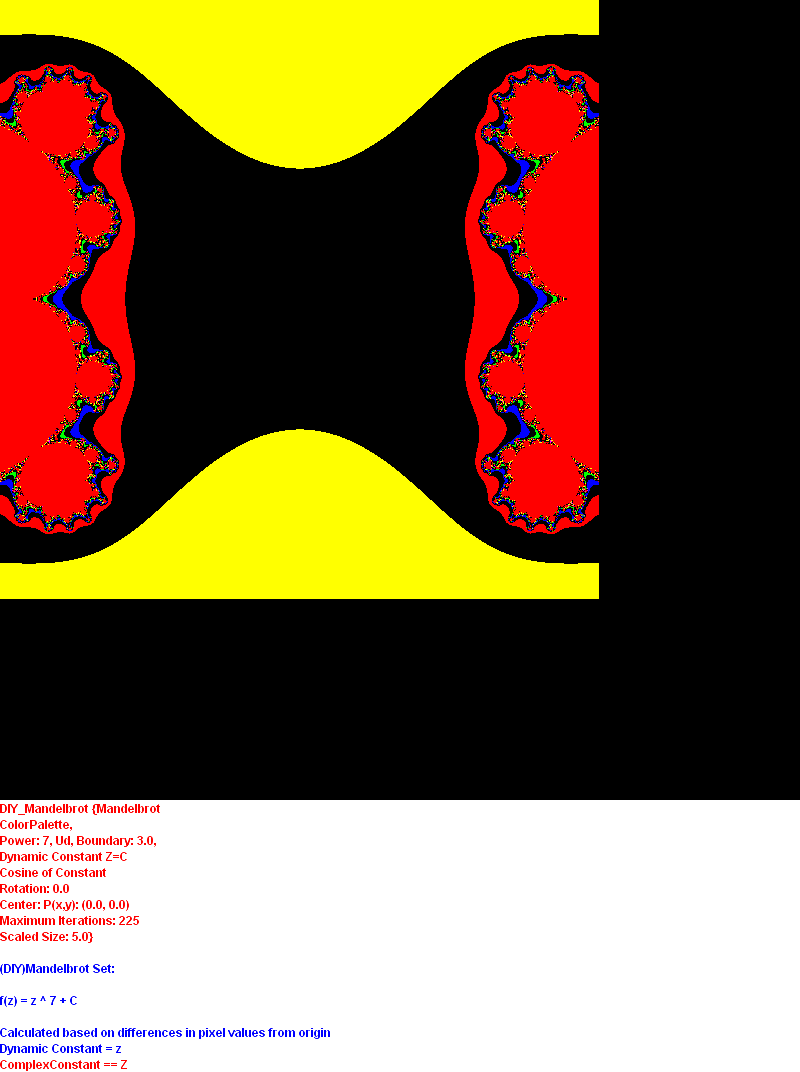 DIY_Mandelbrot {Mandelbrot
ColorPalette,
Power: 7, Ud, Boundary: 3.0,
Dynamic Constant Z=C
Cosine of Constant
Rotation: 0.0
Center: P(x,y): (0.0, 0.0)
Maximum Iterations: 225
Scaled Size: 5.0}
(DIY)Mandelbrot Set:
f(z) = z ^ 7 + C
Calculated based on differences in pixel values from origin
Dynamic Constant = z
ComplexConstant == Z